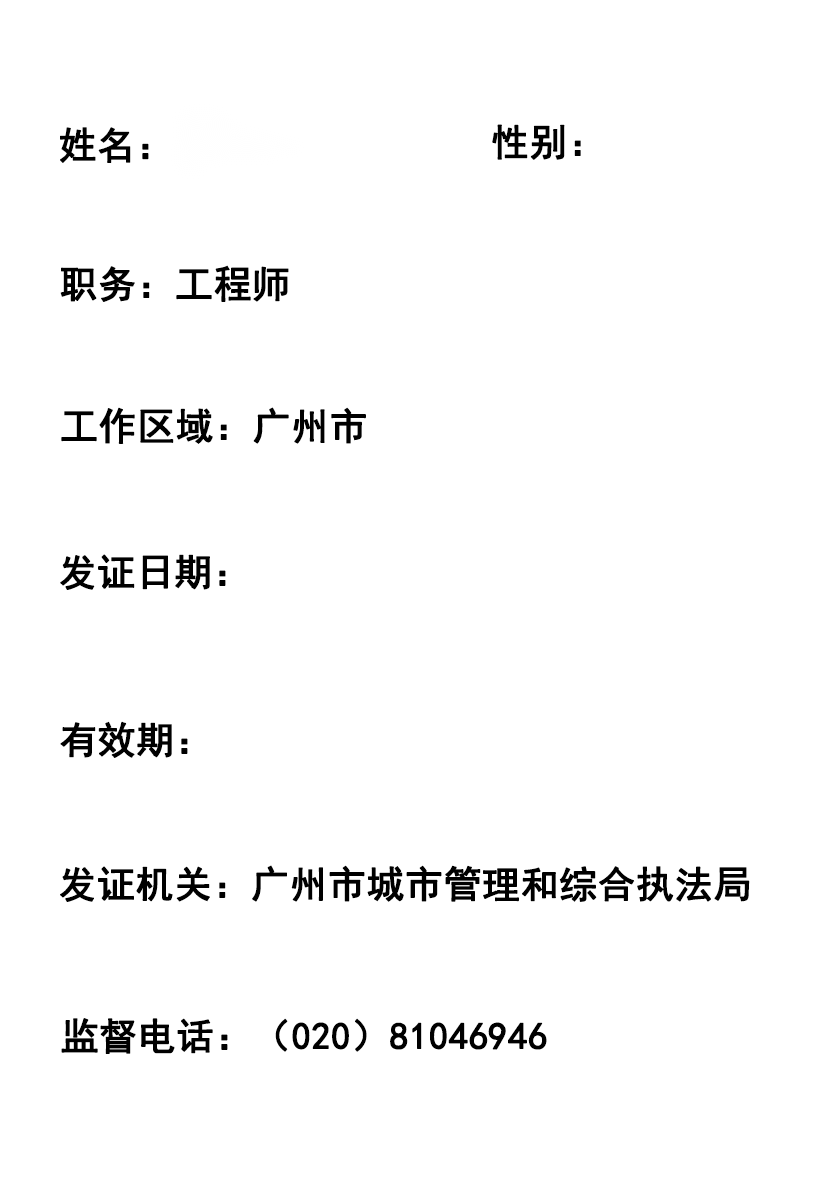 姓名： 性别：
职务：工程师
工作区域：广州市
发证日期：
有效期：
发证机关：广州市城市管理和综合执法局
监督电话：（020）81046946